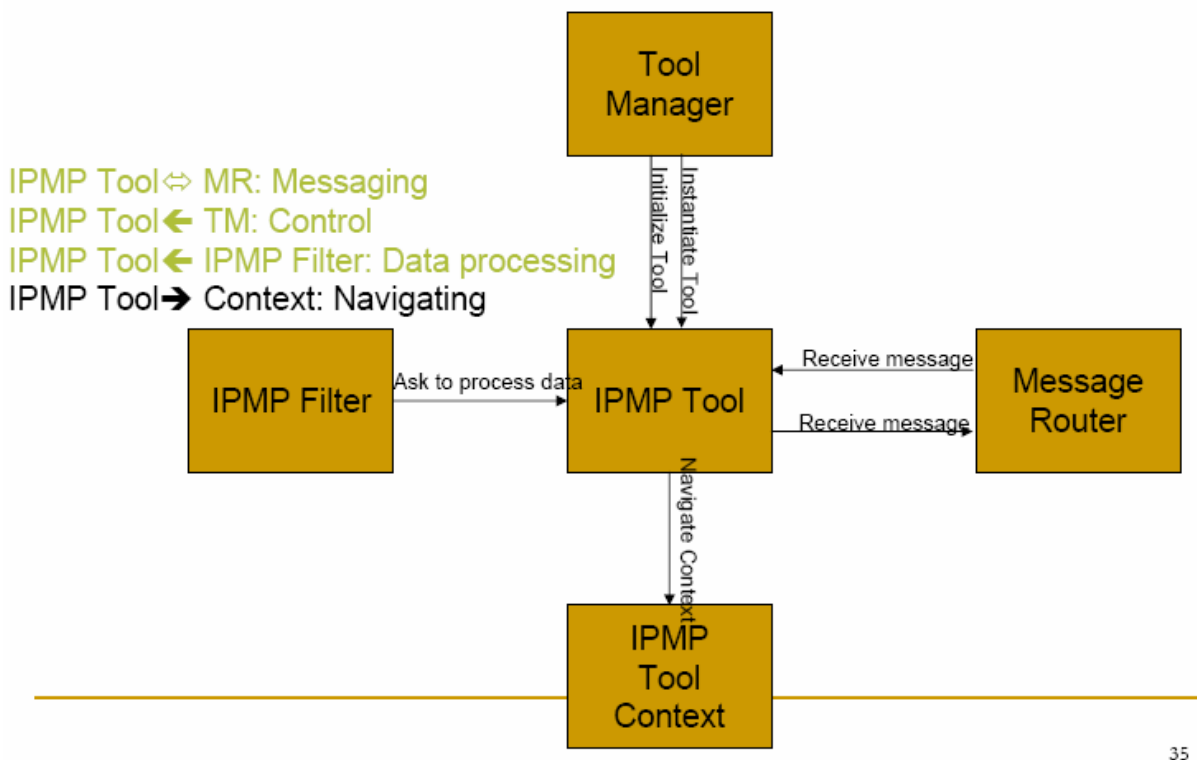 Tool
Manager
IPMP Tool⇔ MR: Messaging
IPMP Tool← TM: Control
IPMP Tool← IPMP Filter: Data processing
IPMP Tool→ Context: Navigating
Initialize Tool
Instantiate Tool
IPMP Filter
Ask to process data
IPMP Tool
Receive message
Receive message
Message
Router
Navigate Context
IPMP
Tool
Context
35